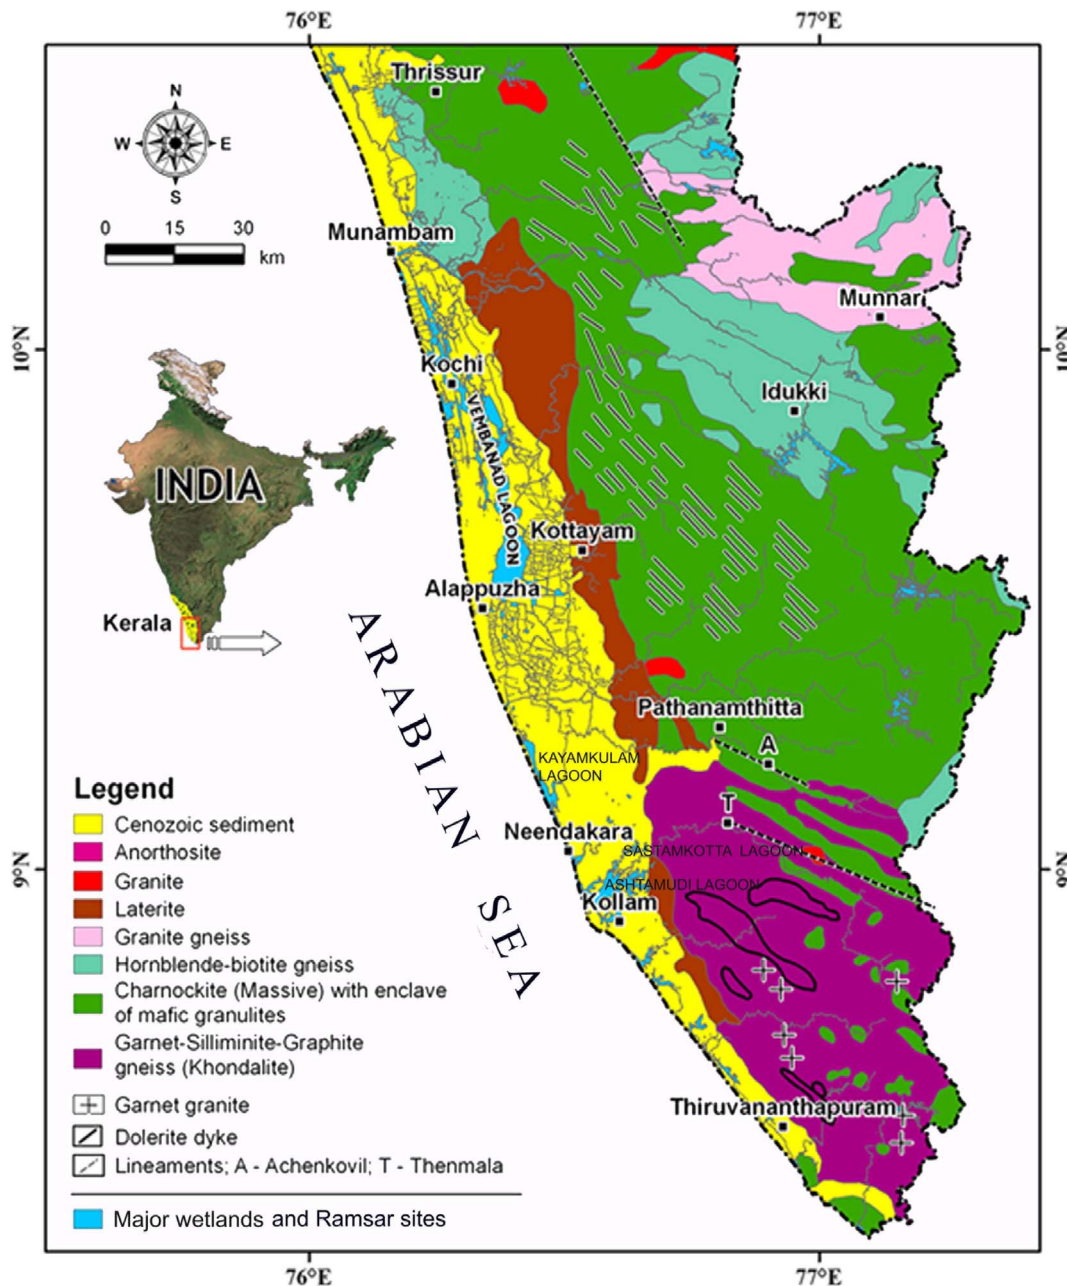 76°E
77°E
N
W
E
S
0
15
30
km
Thrissur
Munambam
Munnar
10°N
10°N
Kochi
Idukki
VEMBANAD LAGOON
INDIA
Kottayam
Alappuzha
Kerala
ARABIAN SEA
Pathanamthitta
A
KAYAMKULAM
LAGOON
T
Neendakara
SASTAMKOTTA LAGOON
9°N
9°N
ASHTAMUDI LAGOON
Kollam
Thiruvananthapuram
Legend
Cenozoic sediment
Anorthosite
Granite
Laterite
Granite gneiss
Hornblende-biotite gneiss
Charnockite (Massive) with enclave
of mafic granulites
Garnet-Silliminite-Graphite
gneiss (Khondalite)
Garnet granite
Dolerite dyke
Lineaments; A - Achenkovil; T - Thenmala
Major wetlands and Ramsar sites
76°E
77°E